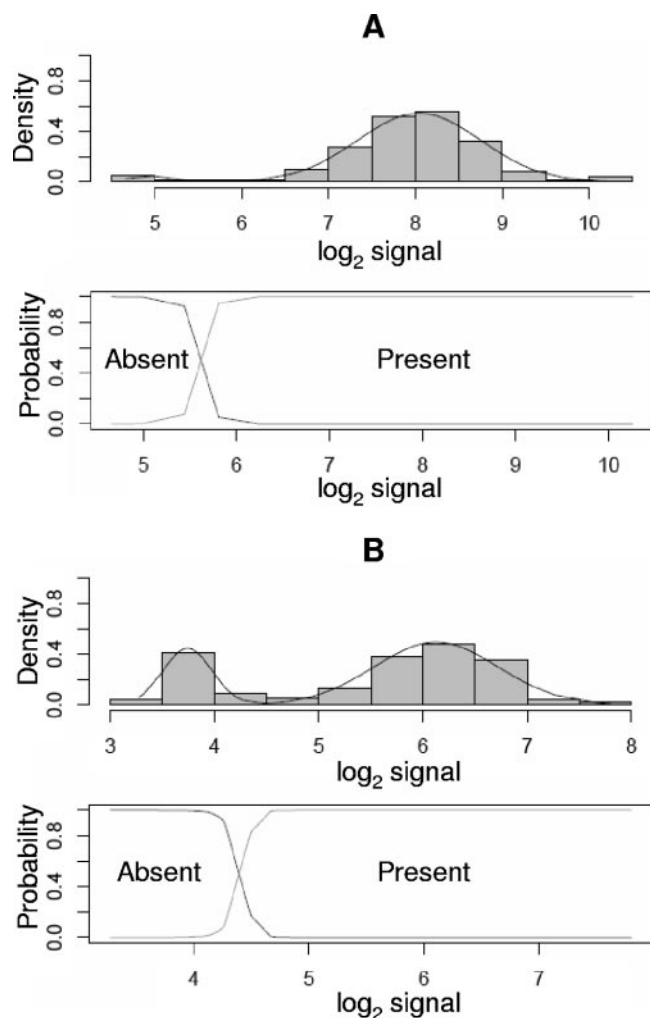 A
Density
0.0 0.4 0.8
5 6 7 8 9 10
log2 signal
Probability
0.0 0.4 0.8
Absent Present
5 6 7 8 9 10
log2 signal
B
Density
0.0 0.4 0.8
3 4 5 6 7 8
log2 signal
Probability
0.0 0.4 0.8
Absent Present
4 5 6 7
log2 signal